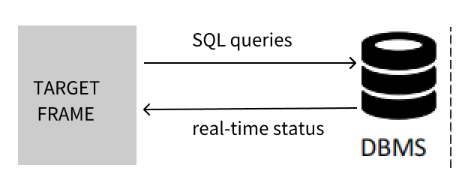 SQL queries
TARGET
FRAME
real-time status
DBMS